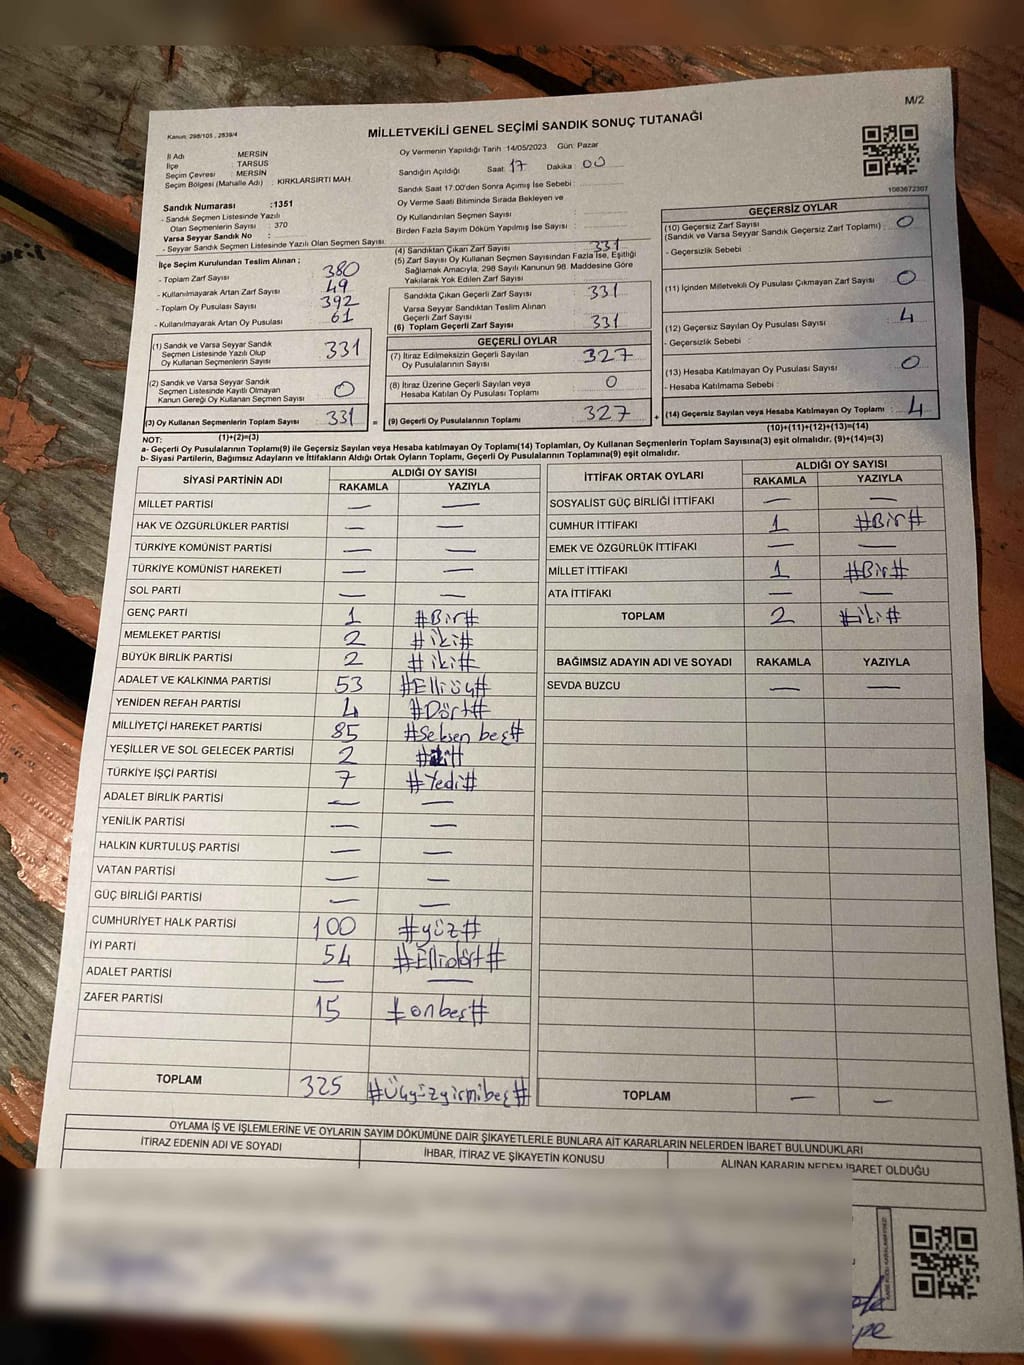 M/2
Kanun: 298/105 , 2839/4
MİLLETVEKİLİ GENEL SEÇİMİ SANDIK SONUÇ TUTANAĞI
İl Adı : MERSİN
İlçe : TARSUS
Seçim Çevresi : MERSİN
Seçim Bölgesi (Mahalle Adı) : KIRKLARSIRTI MAH.
Sandık Numarası :1351
- Sandık Seçmen Listesinde Yazılı
Olan Seçmenlerin Sayısı : 370
Varsa Seyyar Sandık No :
- Seyyar Sandık Seçmen Listesinde Yazılı Olan Seçmen Sayısı:
Oy Vermenin Yapıldığı Tarih :14/05/2023 Gün: Pazar
Sandığın Açıldığı Saat: 17 Dakika : 00
Sandık Saat 17:00'den Sonra Açımış İse Sebebi :
Oy Verme Saati Bitiminde Sırada Bekleyen ve
Oy Kullandırılan Seçmen Sayısı :
Birden Fazla Sayım Döküm Yapılmış İse Sayısı :
1083672307
İlçe Seçim Kurulundan Teslim Alınan ;
- Toplam Zarf Sayısı : 380
- Kullanılmayarak Artan Zarf Sayısı : 49
- Toplam Oy Pusulası Sayısı : 392
- Kullanılmayarak Artan Oy Pusulası : 61
(1) Sandık ve Varsa Seyyar Sandık
Seçmen Listesinde Yazılı Olup
Oy Kullanan Seçmenlerin Sayısı : 331
(2) Sandık ve Varsa Seyyar Sandık
Seçmen Listesinde Kayıtlı Olmayan
Kanun Gereği Oy Kullanan Seçmen Sayısı : 0
(3) Oy Kullanan Seçmenlerin Toplam Sayısı : 331 =
(1)+(2)=(3)
(4) Sandıktan Çıkan Zarf Sayısı : 331
(5) Zarf Sayısı Oy Kullanan Seçmen Sayısından Fazla İse, Eşitliği
Sağlamak Amacıyla, 298 Sayılı Kanunun 98. Maddesine Göre
Yakılarak Yok Edilen Zarf Sayısı :
Sandıkta Çıkan Geçerli Zarf Sayısı : 331
Varsa Seyyar Sandıktan Teslim Alınan
Geçerli Zarf Sayısı :
(6) Toplam Geçerli Zarf Sayısı : 331
GEÇERLİ OYLAR
(7) İtiraz Edilmeksizin Geçerli Sayılan
Oy Pusulalarının Sayısı : 327
(8) İtiraz Üzerine Geçerli Sayılan veya
Hesaba Katılan Oy Pusulası Toplamı : 0
(9) Geçerli Oy Pusulalarının Toplamı : 327 +
GEÇERSİZ OYLAR
(10) Geçersiz Zarf Sayısı
(Sandık ve Varsa Seyyar Sandık Geçersiz Zarf Toplamı) : 0
- Geçersizlik Sebebi :
(11) İçinden Milletvekili Oy Pusulası Çıkmayan Zarf Sayısı : 0
(12) Geçersiz Sayılan Oy Pusulası Sayısı : 4
- Geçersizlik Sebebi :
(13) Hesaba Katılmayan Oy Pusulası Sayısı : 0
- Hesaba Katılmama Sebebi :
(14) Geçersiz Sayılan veya Hesaba Katılmayan Oy Toplamı : 4
(10)+(11)+(12)+(13)=(14)
NOT:
a- Geçerli Oy Pusulalarının Toplamı(9) ile Geçersiz Sayılan veya Hesaba katılmayan Oy Toplamı(14) Toplamları, Oy Kullanan Seçmenlerin Toplam Sayısına(3) eşit olmalıdır. (9)+(14)=(3)
b- Siyasi Partilerin, Bağımsız Adayların ve İttifakların Aldığı Ortak Oyların Toplamı, Geçerli Oy Pusulalarının Toplamına(9) eşit olmalıdır.
SİYASİ PARTİNİN ADI ALDIĞI OY SAYISI
RAKAMLA YAZIYLA
MİLLET PARTİSİ — —
HAK VE ÖZGÜRLÜKLER PARTİSİ — —
TÜRKİYE KOMÜNİST PARTİSİ — —
TÜRKİYE KOMÜNİST HAREKETİ — —
SOL PARTİ — —
GENÇ PARTİ 1 #Bir#
MEMLEKET PARTİSİ 2 #iki#
BÜYÜK BİRLİK PARTİSİ 2 #iki#
ADALET VE KALKINMA PARTİSİ 53 #Elliüç#
YENİDEN REFAH PARTİSİ 4 #Dört#
MİLLİYETÇİ HAREKET PARTİSİ 85 #Seksen beş#
YEŞİLLER VE SOL GELECEK PARTİSİ 2
TÜRKİYE İŞÇİ PARTİSİ 7 #Yedi#
ADALET BİRLİK PARTİSİ — —
YENİLİK PARTİSİ — —
HALKIN KURTULUŞ PARTİSİ — —
VATAN PARTİSİ — —
GÜÇ BİRLİĞİ PARTİSİ — —
CUMHURİYET HALK PARTİSİ 100 #yüz#
İYİ PARTİ 54 #Ellidört#
ADALET PARTİSİ — —
ZAFER PARTİSİ 15 #onbeş#
TOPLAM 325 #Üçyüzyirmibeş#
İTTİFAK ORTAK OYLARI ALDIĞI OY SAYISI
RAKAMLA YAZIYLA
SOSYALİST GÜÇ BİRLİĞİ İTTİFAKI — —
CUMHUR İTTİFAKI 1 #Bir#
EMEK VE ÖZGÜRLÜK İTTİFAKI — —
MİLLET İTTİFAKI 1 #Bir#
ATA İTTİFAKI — —
TOPLAM 2 #iki#
BAĞIMSIZ ADAYIN ADI VE SOYADI RAKAMLA YAZIYLA
SEVDA BUZCU — —
TOPLAM — —
OYLAMA İŞ VE İŞLEMLERİNE VE OYLARIN SAYIM DÖKÜMÜNE DAİR ŞİKAYETLERLE BUNLARA AİT KARARLARIN NELERDEN İBARET BULUNDUKLARI
İTİRAZ EDENİN ADI VE SOYADI İHBAR, İTİRAZ VE ŞİKAYETİN KONUSU ALINAN KARARIN NEDEN İBARET OLDUĞU